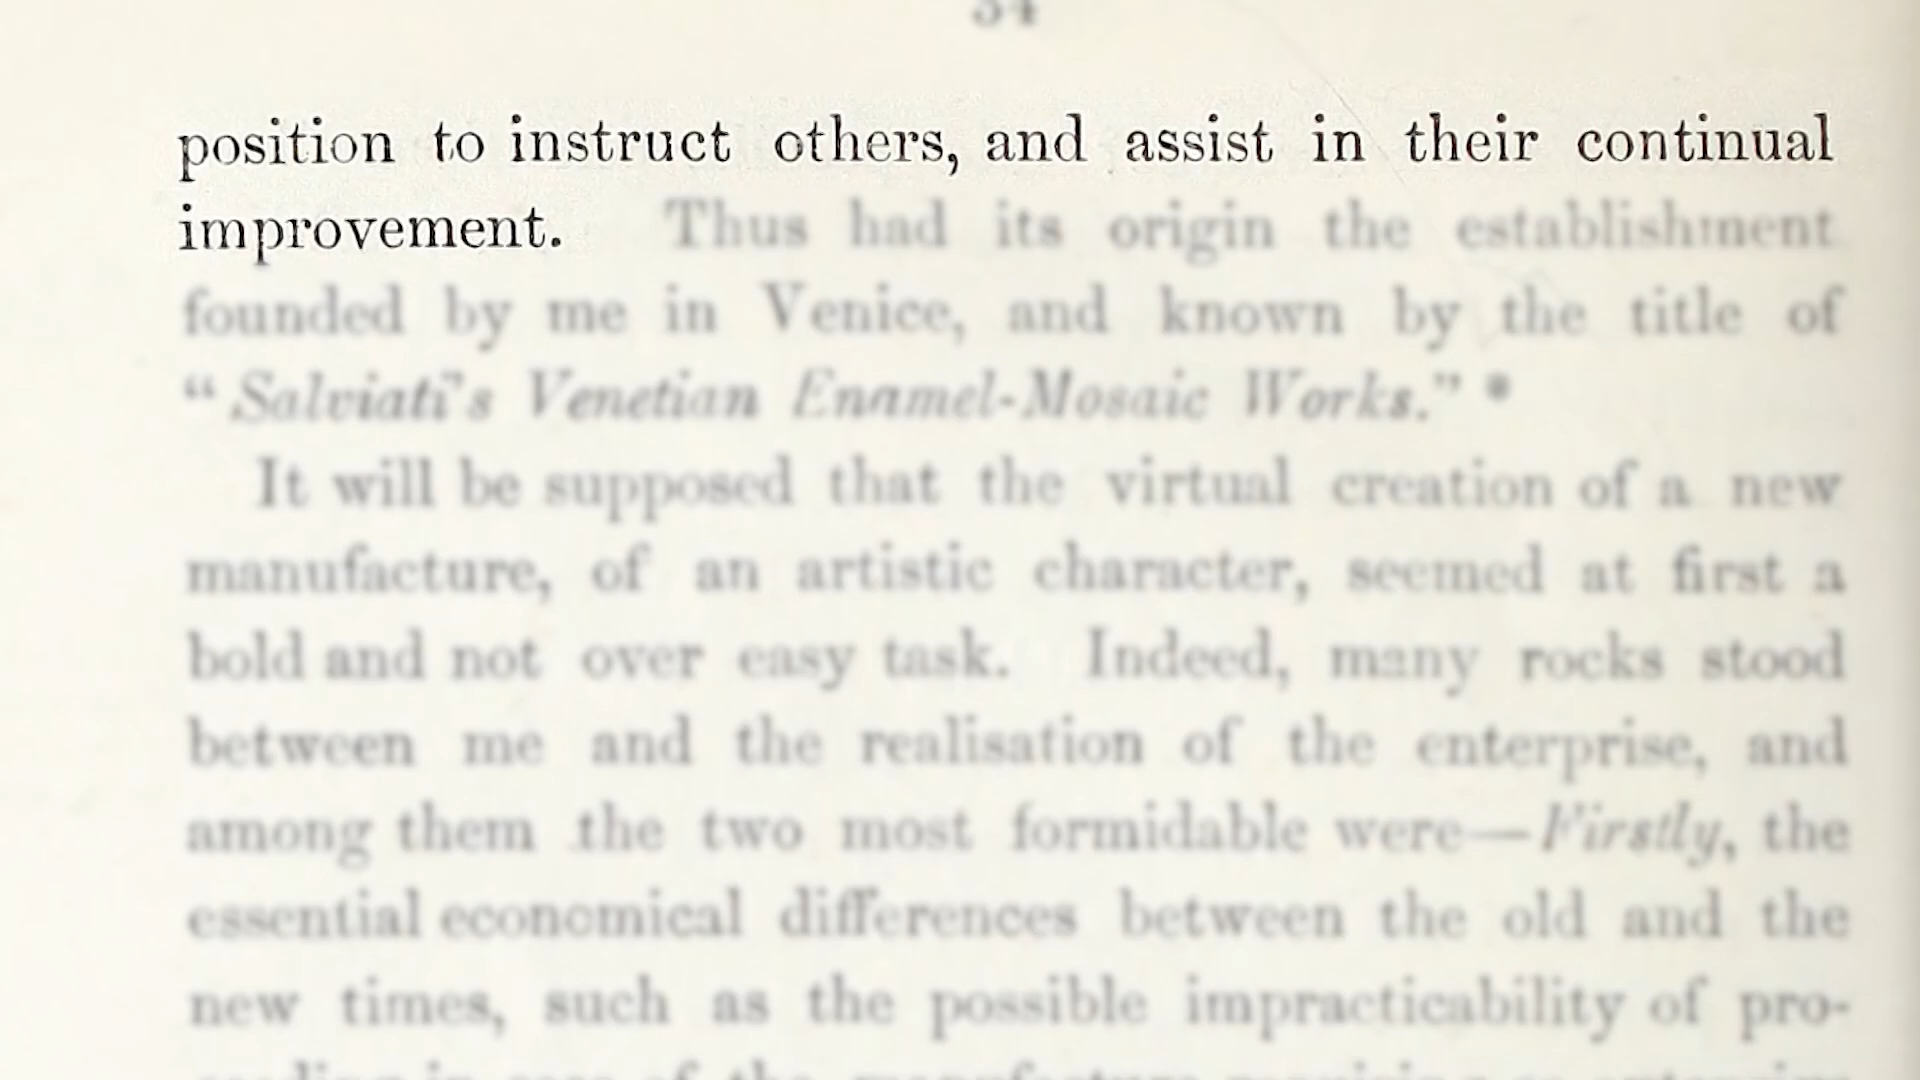 34
position to instruct others, and assist in their continual
improvement. Thus had its origin the establishment
founded by me in Venice, and known by the title of
“Salviati's Venetian Enamel-Mosaic Works.” *
It will be supposed that the virtual creation of a new
manufacture, of an artistic character, seemed at first a
bold and not over easy task. Indeed, many rocks stood
between me and the realisation of the enterprise, and
among them the two most formidable were—Firstly, the
essential economical differences between the old and the
new times, such as the possible impracticability of pro-